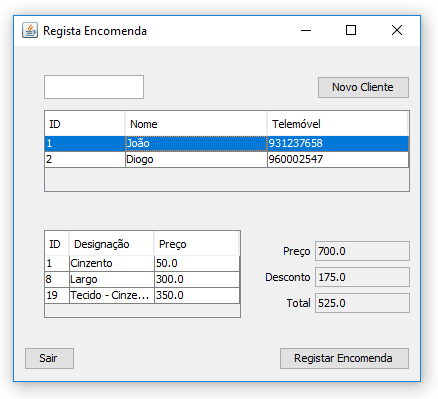 Regista Encomenda
Novo Cliente
ID Nome Telemóvel
1 João 931237658
2 Diogo 960002547
ID Designação Preço
1 Cinzento 50.0
8 Largo 300.0
19 Tecido - Cinze... 350.0
Preço 700.0
Desconto 175.0
Total 525.0
Sair Registar Encomenda